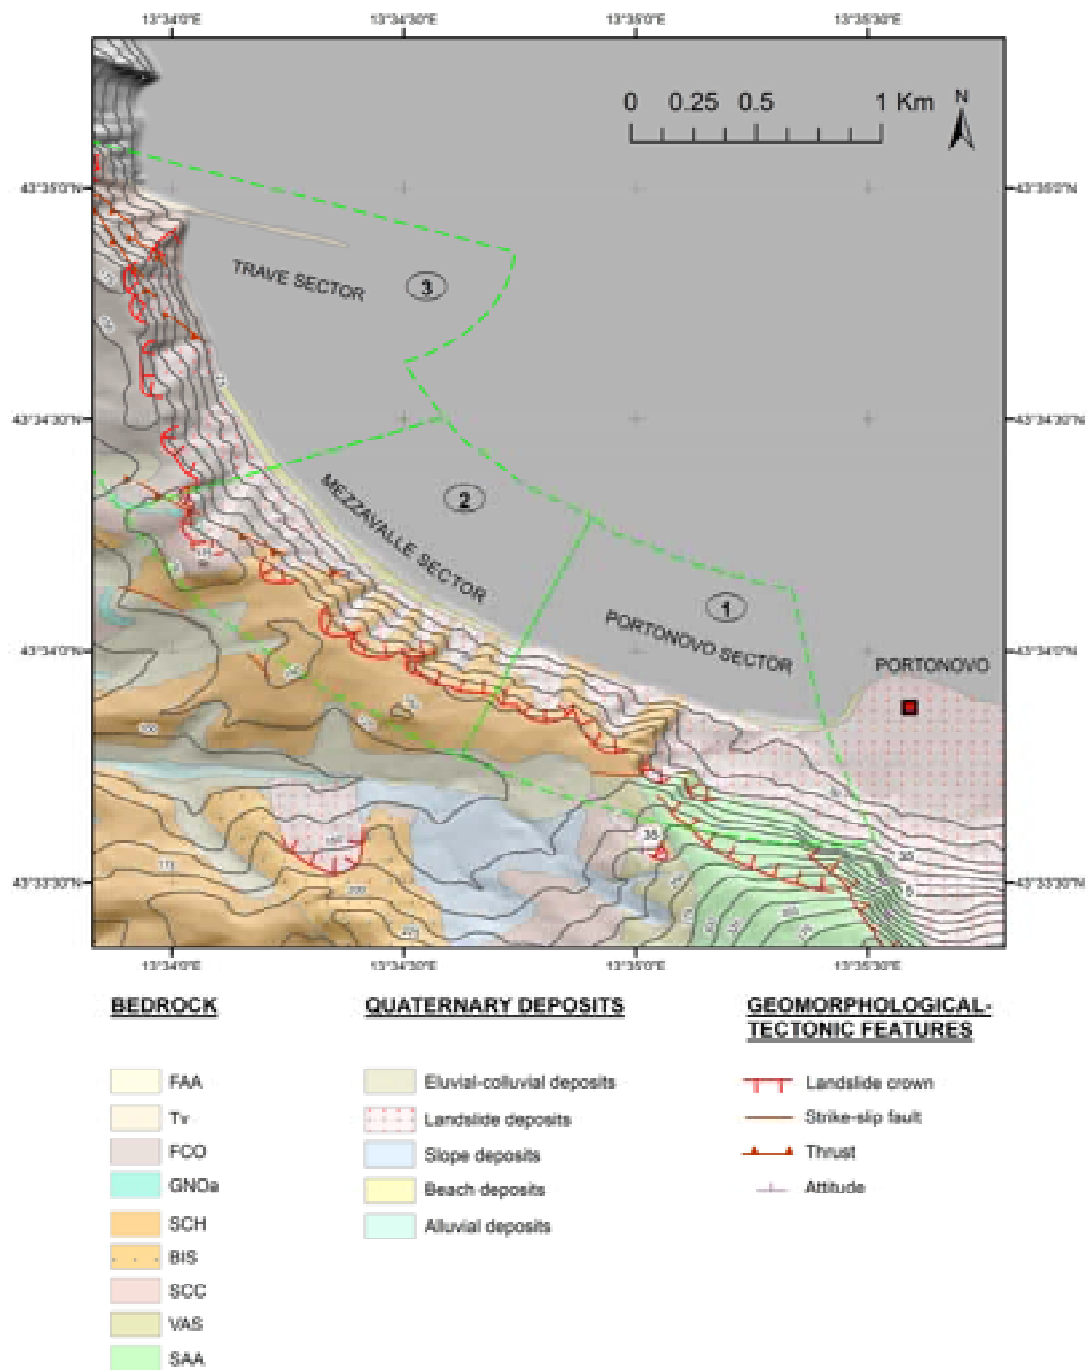 13°34'0"E 13°34'30"E 13°35'0"E 13°35'30"E
0 0.25 0.5 1 Km
N
43°35'0"N 43°35'0"N
TRAVE SECTOR
3
43°34'30"N 43°34'30"N
2
MEZZAVALLE SECTOR
1
PORTONOVO SECTOR
43°34'0"N 43°34'0"N
PORTONOVO
43°33'30"N 43°33'30"N
13°34'0"E 13°34'30"E 13°35'0"E 13°35'30"E
BEDROCK
FAA
Tv
FCO
GNOa
SCH
BIS
SCC
VAS
SAA
QUATERNARY DEPOSITS
Eluvial-colluvial deposits
Landslide deposits
Slope deposits
Beach deposits
Alluvial deposits
GEOMORPHOLOGICAL-
TECTONIC FEATURES
Landslide crown
Strike-slip fault
Thrust
Attitude